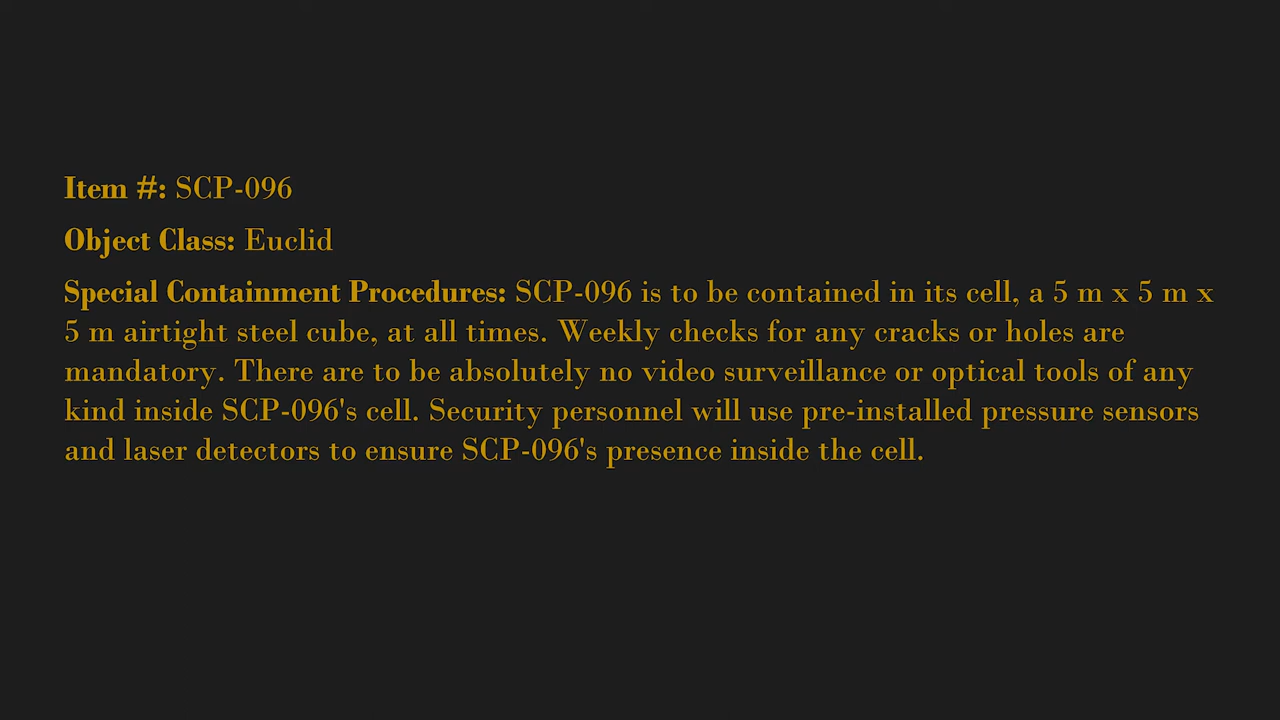 Item #: SCP-096
Object Class: Euclid
Special Containment Procedures: SCP-096 is to be contained in its cell, a 5 m x 5 m x
5 m airtight steel cube, at all times. Weekly checks for any cracks or holes are
mandatory. There are to be absolutely no video surveillance or optical tools of any
kind inside SCP-096's cell. Security personnel will use pre-installed pressure sensors
and laser detectors to ensure SCP-096's presence inside the cell.